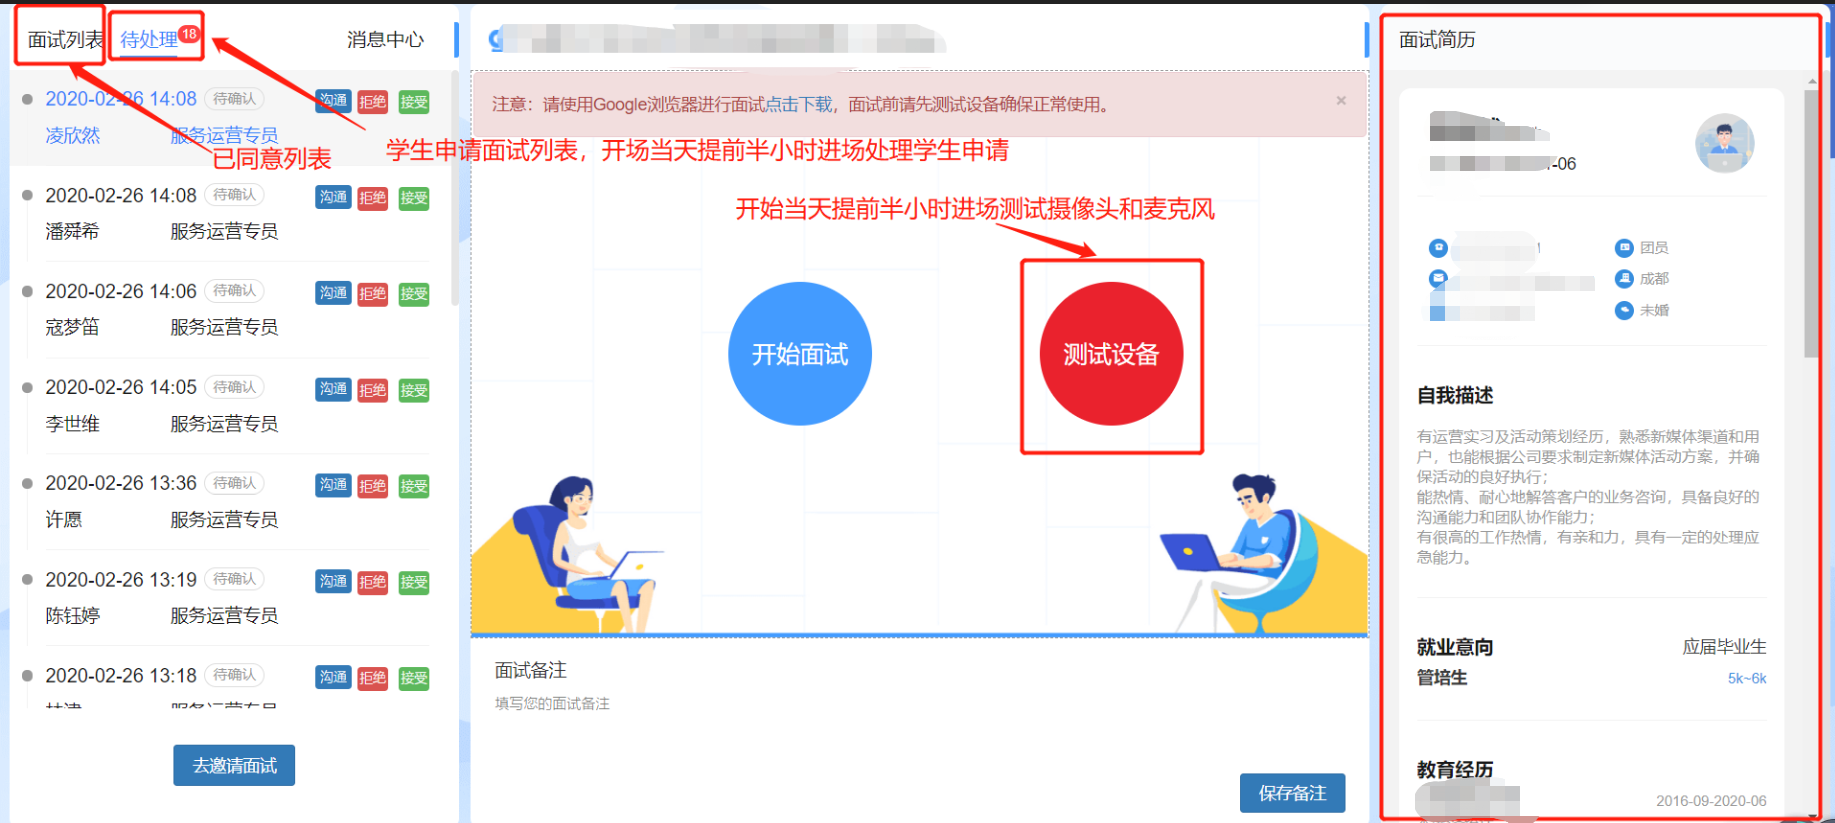 面试列表
待处理 18
消息中心
2020-02-26 14:08 待确认 沟通 拒绝 接受
凌欣然 服务运营专员
已同意列表
2020-02-26 14:08 待确认 沟通 拒绝 接受
潘舜希 服务运营专员
2020-02-26 14:06 待确认 沟通 拒绝 接受
寇梦笛 服务运营专员
2020-02-26 14:05 待确认 沟通 拒绝 接受
李世维 服务运营专员
2020-02-26 13:36 待确认 沟通 拒绝 接受
许愿 服务运营专员
2020-02-26 13:19 待确认 沟通 拒绝 接受
陈钰婷 服务运营专员
2020-02-26 13:18 待确认 沟通 拒绝 接受
服务运营专员
去邀请面试
注意：请使用Google浏览器进行面试点击下载，面试前请先测试设备确保正常使用。 ×
学生申请面试列表，开场当天提前半小时进场处理学生申请
开始当天提前半小时进场测试摄像头和麦克风
开始面试
测试设备
面试备注
填写您的面试备注
保存备注
面试简历
-06
团员
成都
未婚
自我描述
有运营实习及活动策划经历，熟悉新媒体渠道和用
户，也能根据公司要求制定新媒体活动方案，并确
保活动的良好执行；
能热情、耐心地解答客户的业务咨询，具备良好的
沟通能力和团队协作能力；
有很高的工作热情，有亲和力，具有一定的处理应
急能力。
就业意向 应届毕业生
管培生 5k~6k
教育经历
2016-09-2020-06